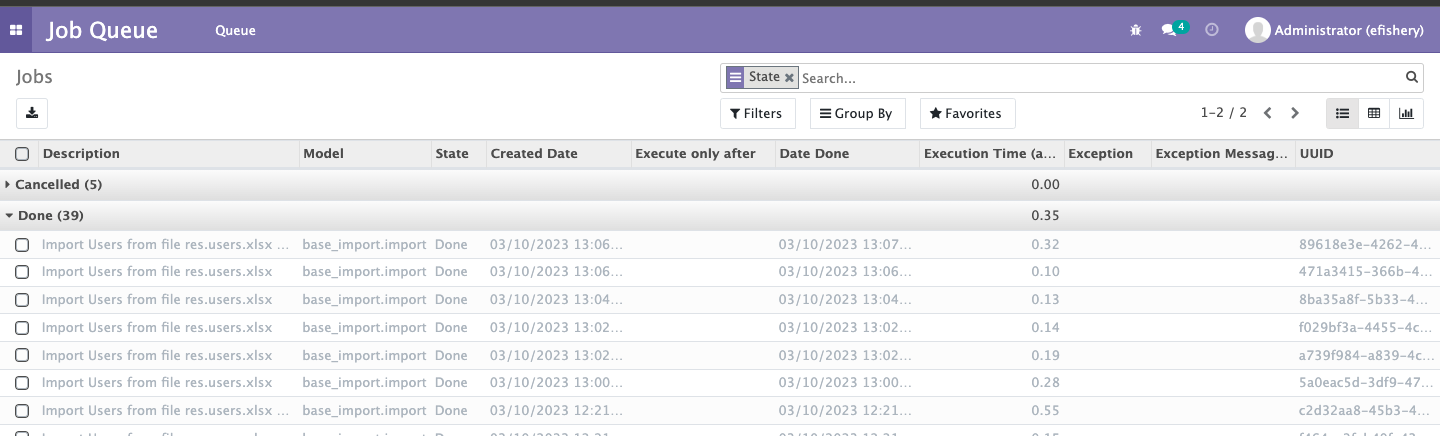 Job Queue Queue 4 Administrator (efishery)
Jobs State Search...
Filters Group By Favorites 1-2 / 2
Description Model State Created Date Execute only after Date Done Execution Time (a... Exception Exception Messag... UUID
Cancelled (5) 0.00
Done (39) 0.35
Import Users from file res.users.xlsx ... base_import.import Done 03/10/2023 13:06... 03/10/2023 13:07... 0.32 89618e3e-4262-4...
Import Users from file res.users.xlsx base_import.import Done 03/10/2023 13:06... 03/10/2023 13:06... 0.10 471a3415-366b-4...
Import Users from file res.users.xlsx base_import.import Done 03/10/2023 13:04... 03/10/2023 13:04... 0.13 8ba35a8f-5b33-4...
Import Users from file res.users.xlsx base_import.import Done 03/10/2023 13:02... 03/10/2023 13:02... 0.14 f029bf3a-4455-4c...
Import Users from file res.users.xlsx base_import.import Done 03/10/2023 13:02... 03/10/2023 13:02... 0.19 a739f984-a839-4c...
Import Users from file res.users.xlsx base_import.import Done 03/10/2023 13:00... 03/10/2023 13:00... 0.28 5a0eac5d-3df9-47...
Import Users from file res.users.xlsx ... base_import.import Done 03/10/2023 12:21... 03/10/2023 12:21... 0.55 c2d32aa8-45b3-4...